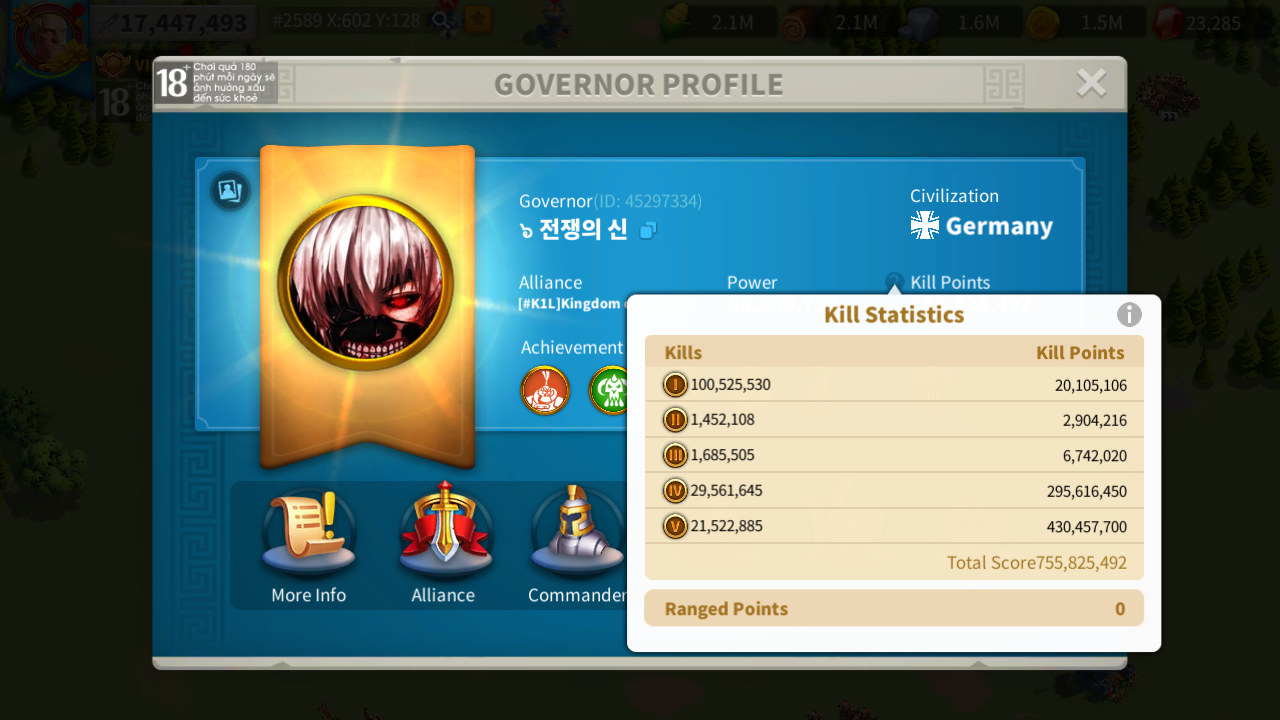 17,447,493
#2589 X:602 Y:128
2.1M
2.1M
1.6M
1.5M
23,285
18+
Chơi quá 180
phút mỗi ngày sẽ
ảnh hưởng xấu
đến sức khoẻ
GOVERNOR PROFILE
22
Governor(ID: 45297334)
전쟁의 신
Civilization
Germany
Alliance
Power
Kill Points
[#K1L]Kingdom
Kill Statistics
Kills
Kill Points
I 100,525,530
20,105,106
II 1,452,108
2,904,216
III 1,685,505
6,742,020
IV 29,561,645
295,616,450
V 21,522,885
430,457,700
Total Score755,825,492
Ranged Points
0
Achievement
More Info
Alliance
Commander